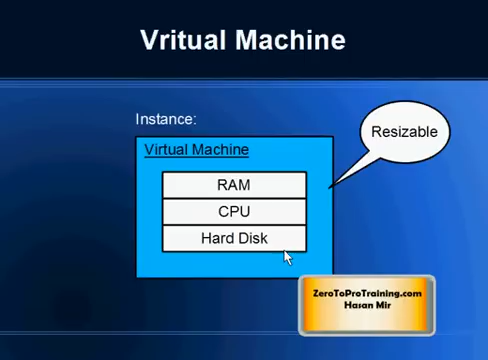 Vritual Machine
Instance:
Virtual Machine
Resizable
RAM
CPU
Hard Disk
ZeroToProTraining.com
Hasan Mir